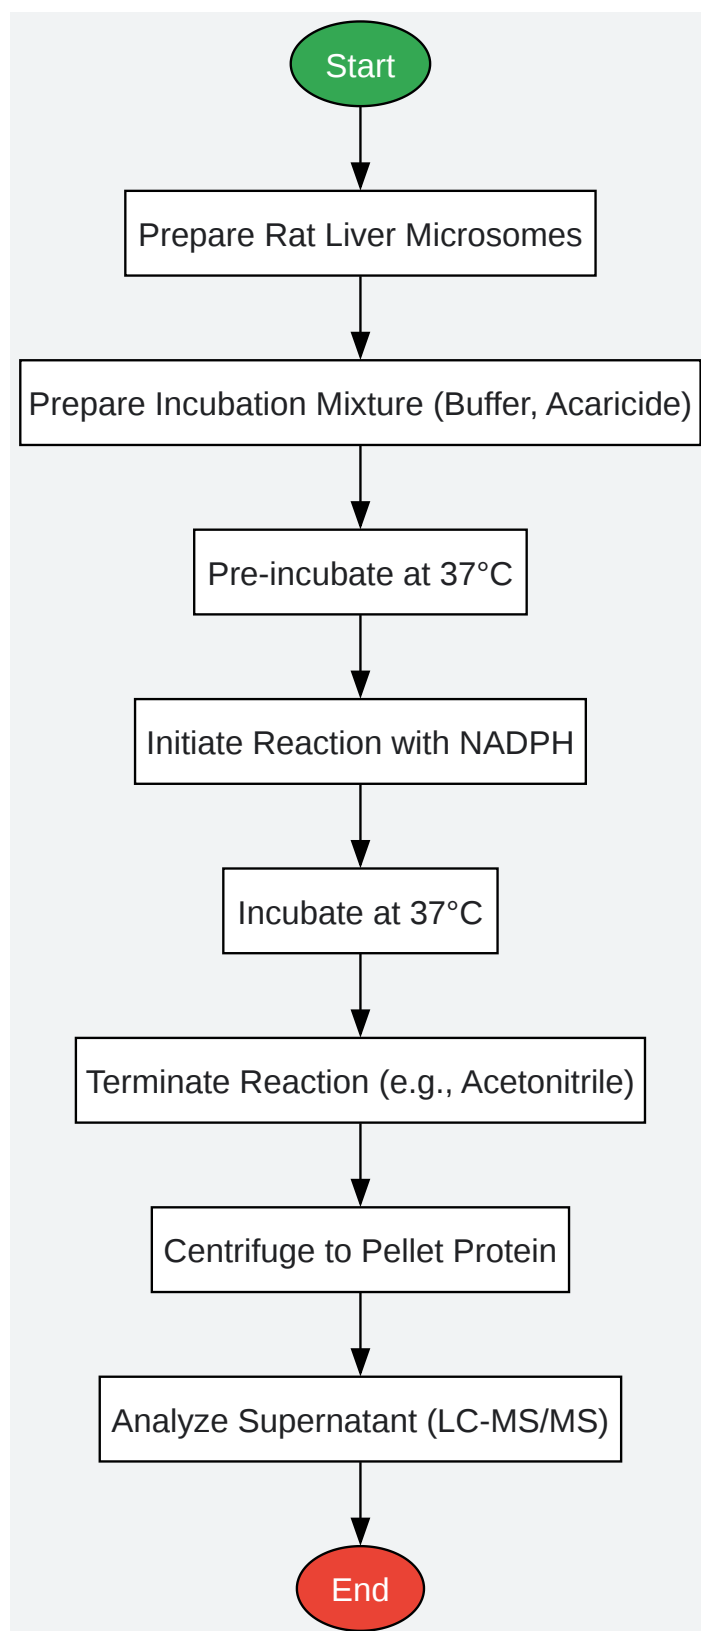 Start
Prepare Rat Liver Microsomes
Prepare Incubation Mixture (Buffer, Acaricide)
Pre-incubate at 37°C
Initiate Reaction with NADPH
Incubate at 37°C
Terminate Reaction (e.g., Acetonitrile)
Centrifuge to Pellet Protein
Analyze Supernatant (LC-MS/MS)
End